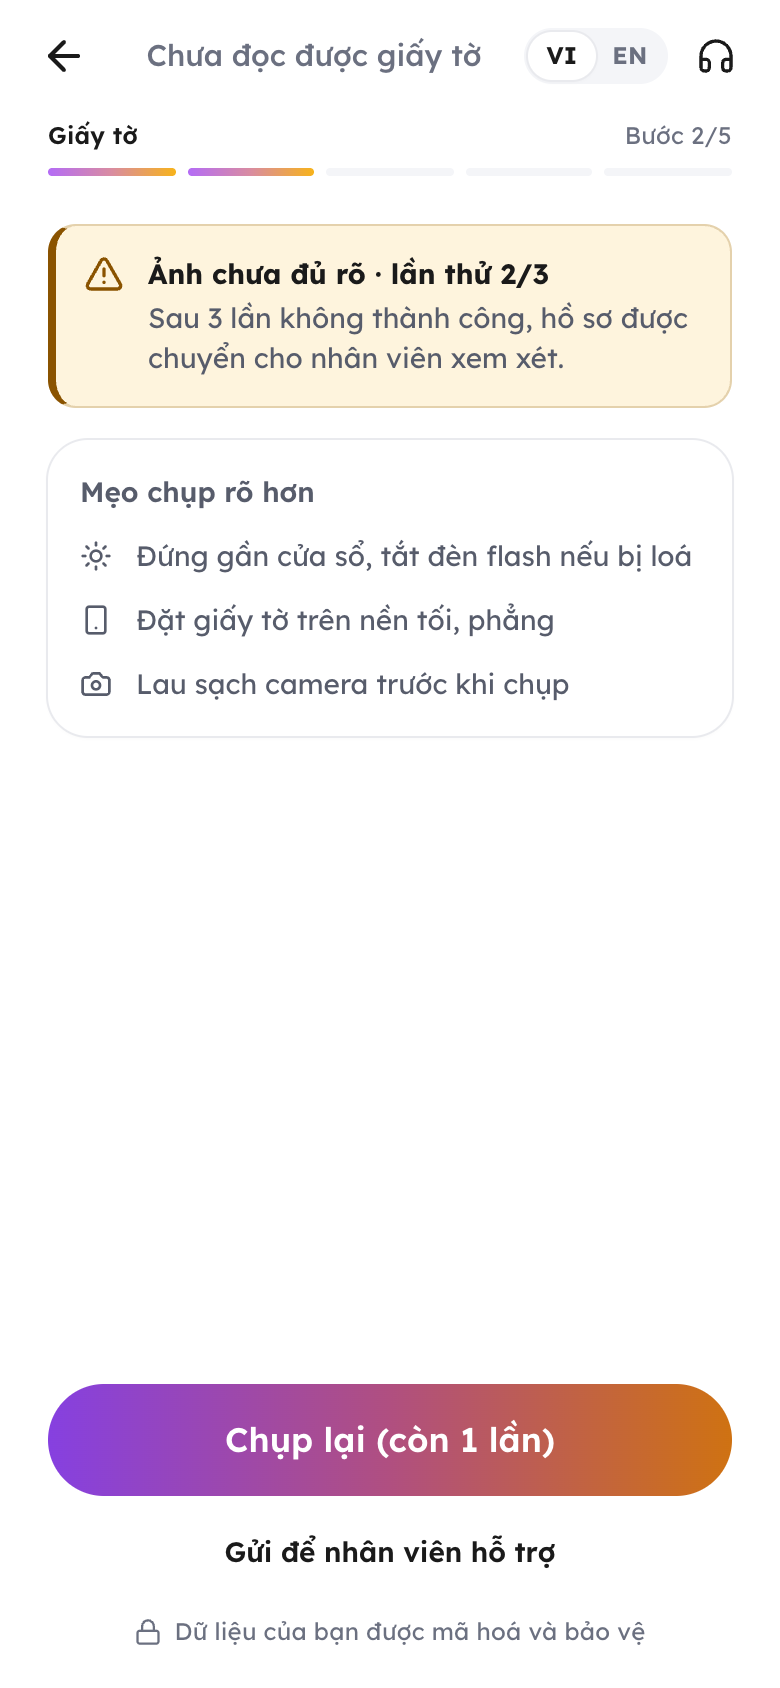 Chưa đọc được giấy tờ
VI
EN
Giấy tờ
Bước 2/5
Ảnh chưa đủ rõ · lần thử 2/3
Sau 3 lần không thành công, hồ sơ được
chuyển cho nhân viên xem xét.
Mẹo chụp rõ hơn
Đứng gần cửa sổ, tắt đèn flash nếu bị loá
Đặt giấy tờ trên nền tối, phẳng
Lau sạch camera trước khi chụp
Chụp lại (còn 1 lần)
Gửi để nhân viên hỗ trợ
Dữ liệu của bạn được mã hoá và bảo vệ